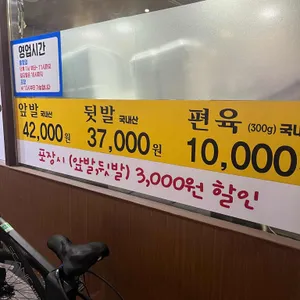 영업시간
앞발 국내산
42,000원
뒷발 국내산
37,000원
편육 (300g) 국내
10,000
포장시 (앞발,뒷발) 3,000원 할인